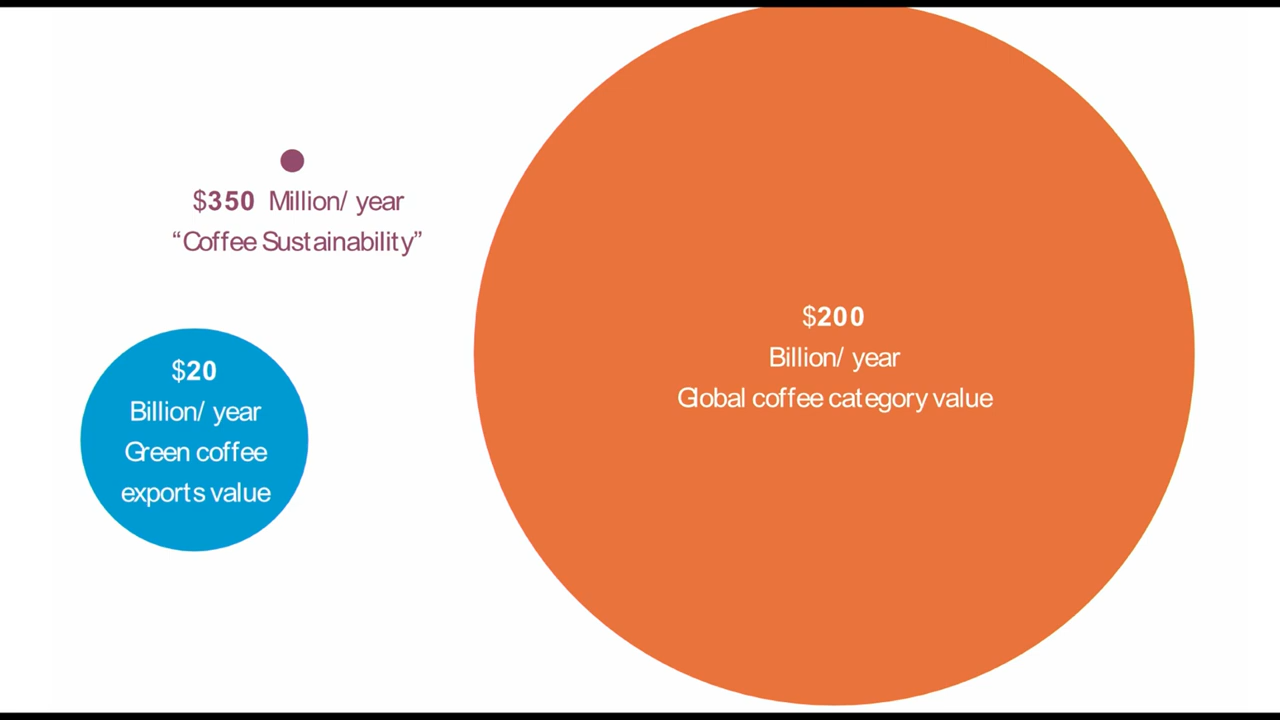 $350 Million/ year
“Coffee Sustainability”
$20
Billion/ year
Green coffee
exports value
$200
Billion/ year
Global coffee category value